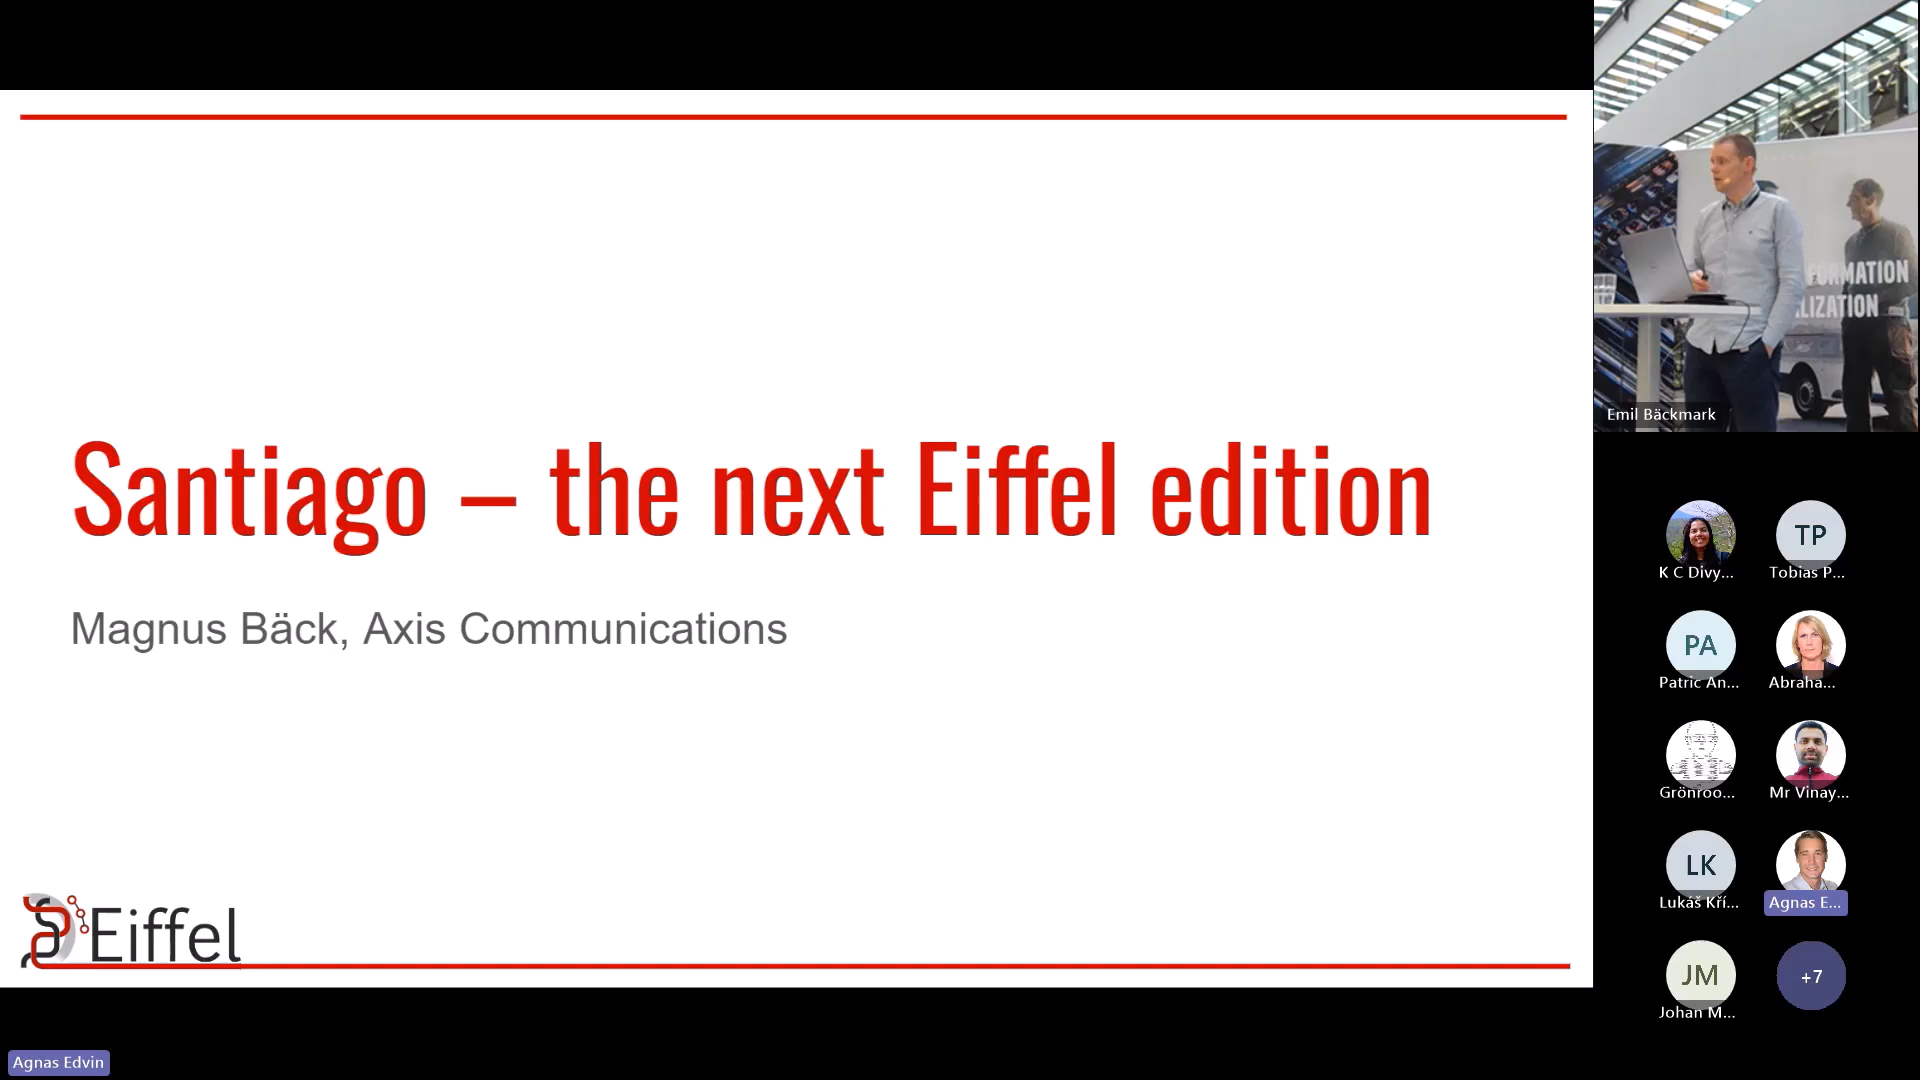 Santiago – the next Eiffel edition
Magnus Bäck, Axis Communications
Eiffel
FORMATION
LIZATION
Emil Bäckmark
K C Divy...
TP
Tobias P...
PA
Patric An...
Abraha...
Grönroo...
Mr Vinay...
LK
Lukáš Kří...
Agnas E...
JM
Johan M...
+7
Agnas Edvin